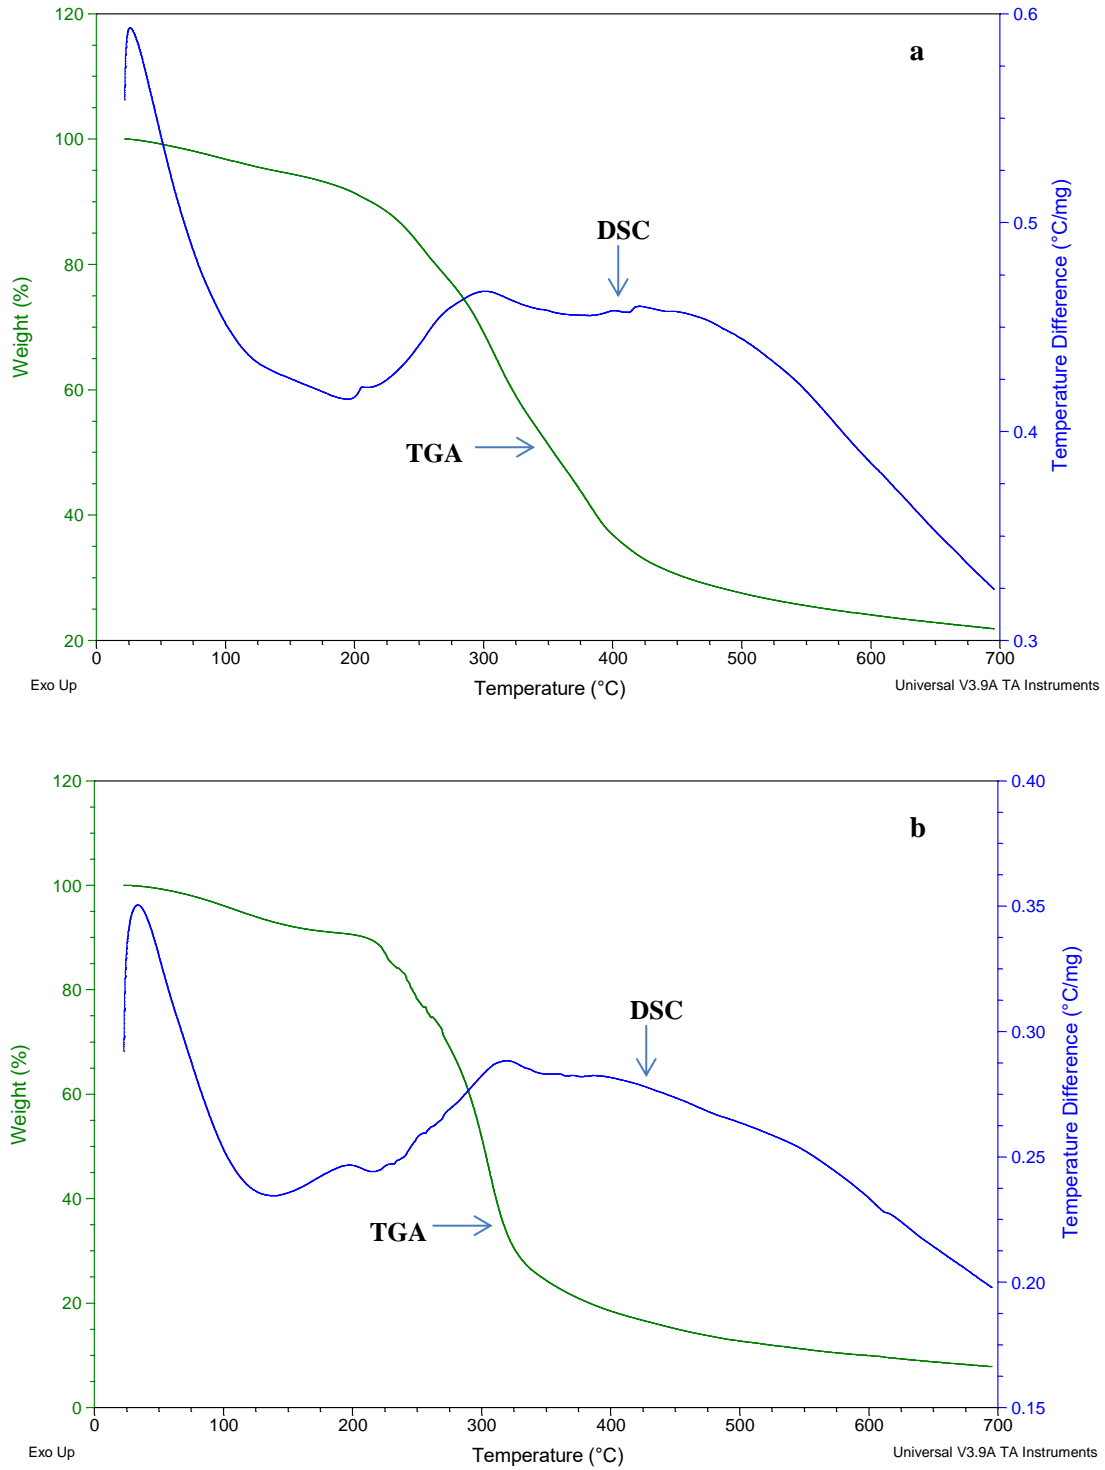 120
0.6
a
100
0.5
DSC
80
Weight (%)
Temperature Difference (°C/mg)
60
0.4
TGA
40
20
0.3
0 100 200 300 400 500 600 700
Exo Up
Temperature (°C)
Universal V3.9A TA Instruments
120
0.40
b
100
0.35
80
DSC
0.30
Weight (%)
Temperature Difference (°C/mg)
60
0.25
40
TGA
0.20
20
0
0.15
0 100 200 300 400 500 600 700
Exo Up
Temperature (°C)
Universal V3.9A TA Instruments